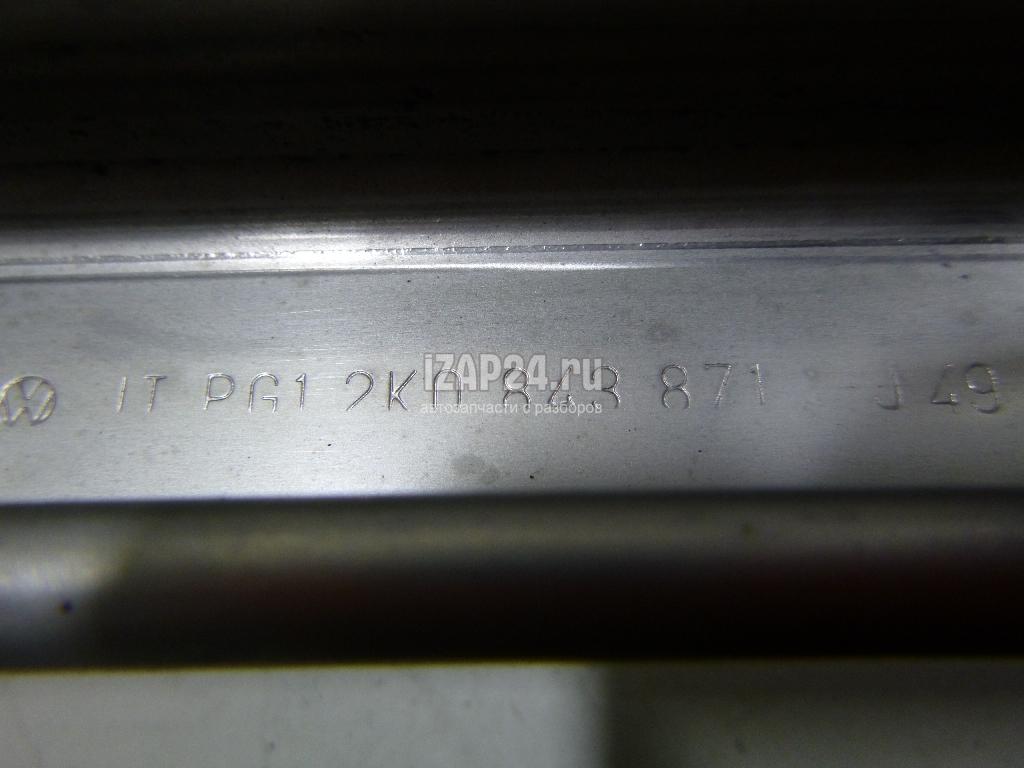 IT PG1 2K0 843 871 J 49
iZAP24.ru
автозапчасти с разборов